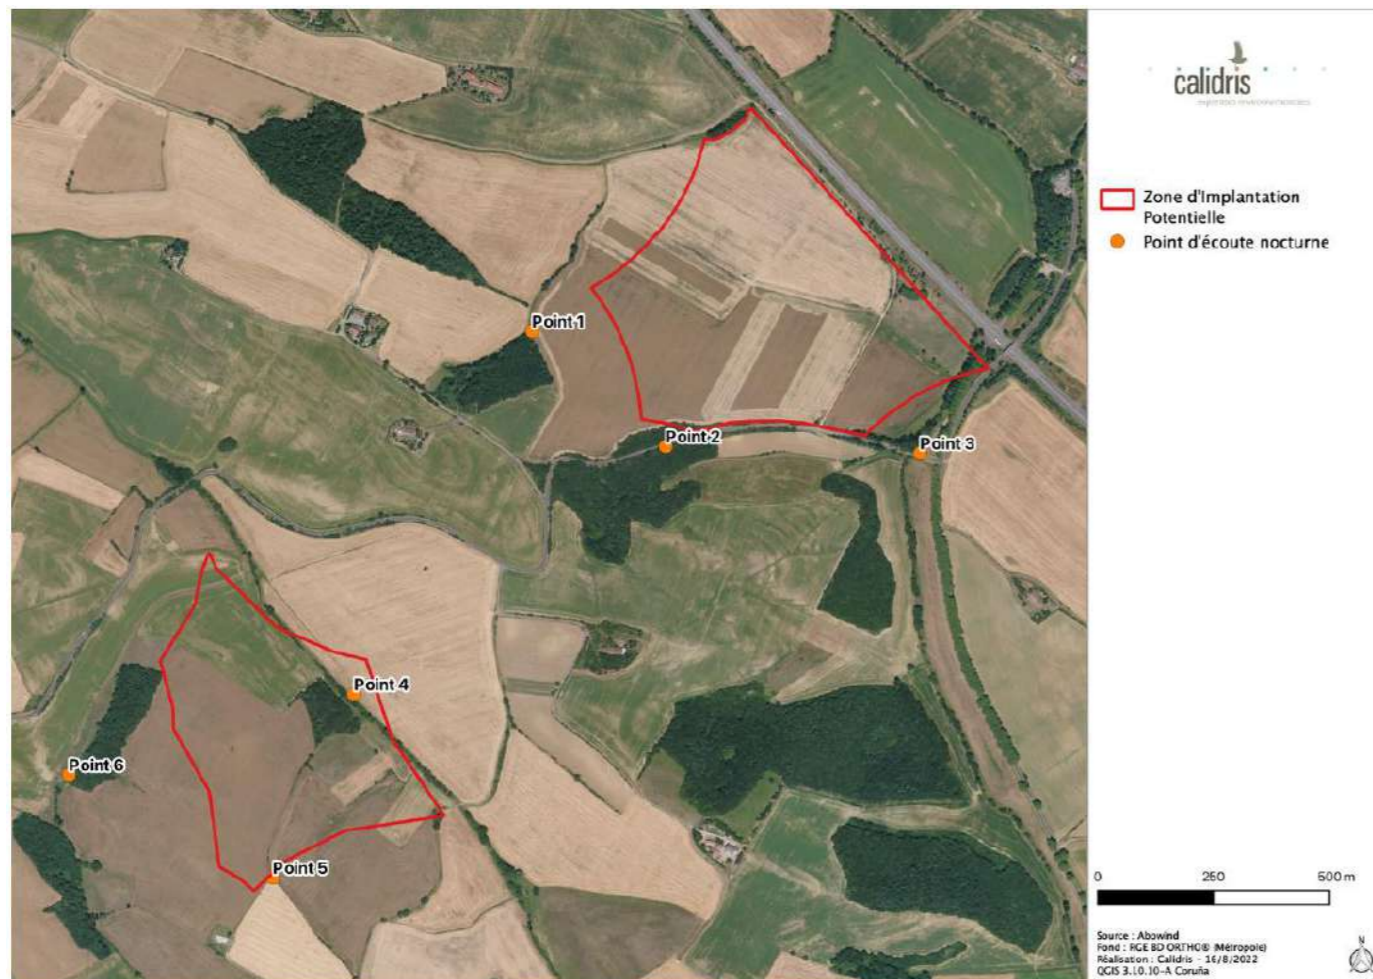 calidris
Zone d'Implantation
Potentielle
Point d'écoute nocturne
Point 1
Point 2
Point 3
Point 4
Point 5
Point 6
0 250 500 m
Source : Abowind
Fond : RGE BD ORTHO® (Métropole)
Réalisation : Calidris - 16/8/2022
QGIS 3.10.10-A Coruña
N